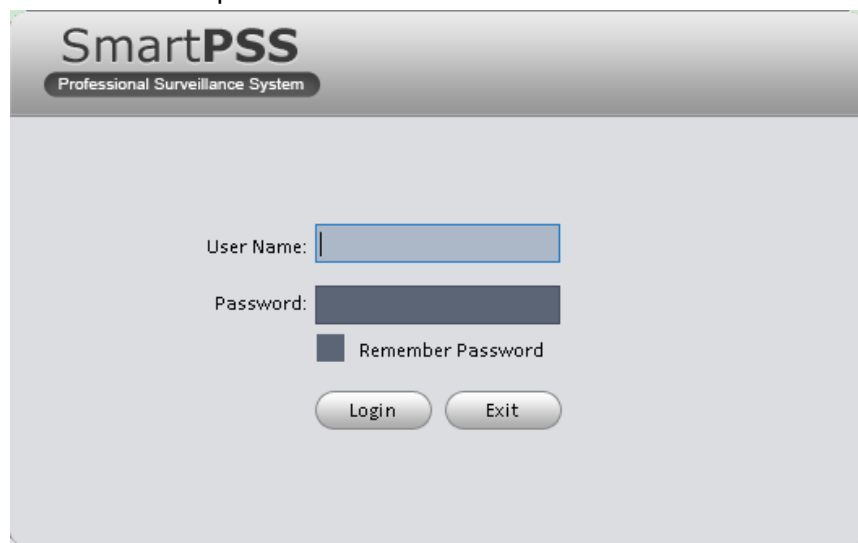 SmartPSS
Professional Surveillance System
User Name:
Password:
Remember Password
Login Exit